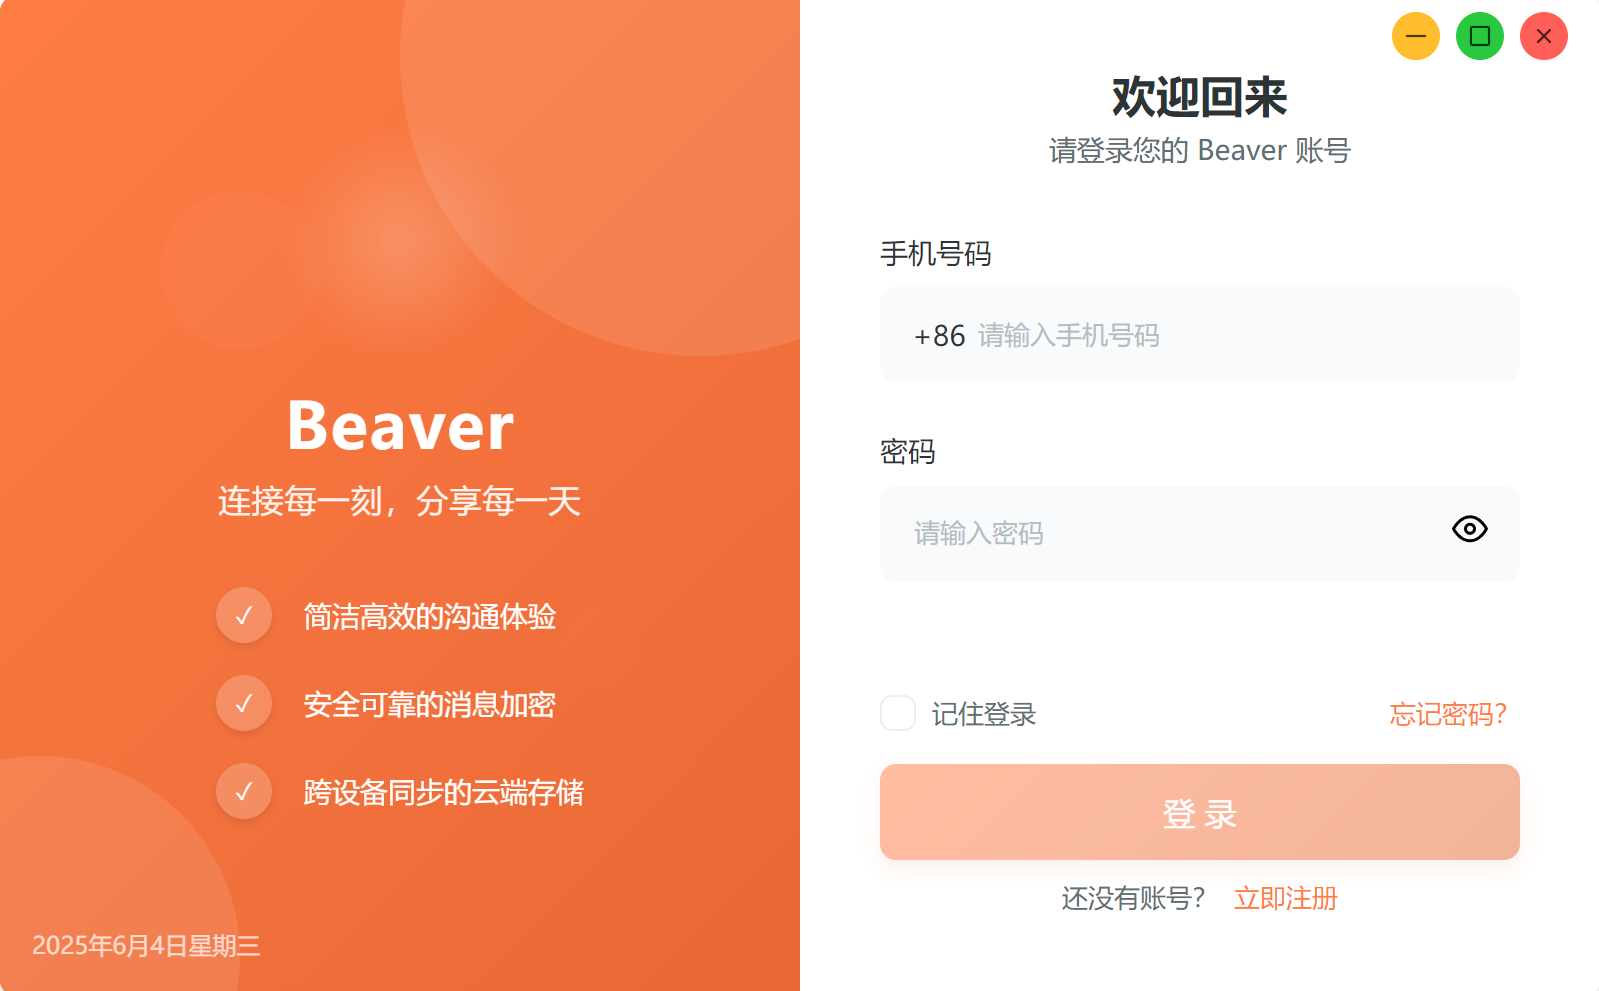 Beaver
连接每一刻，分享每一天
✓ 简洁高效的沟通体验
✓ 安全可靠的消息加密
✓ 跨设备同步的云端存储
2025年6月4日星期三
欢迎回来
请登录您的 Beaver 账号
手机号码
+86 请输入手机号码
密码
请输入密码
记住登录 忘记密码？
登 录
还没有账号？ 立即注册